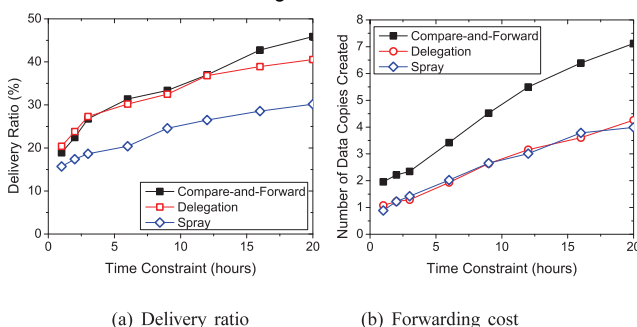 50
40
30
20
10
0
Delivery Ratio (%)
Compare-and-Forward
Delegation
Spray
0 5 10 15 20
Time Constraint (hours)
(a) Delivery ratio
8
7
6
5
4
3
2
1
0
Number of Data Copies Created
Compare-and-Forward
Delegation
Spray
0 5 10 15 20
Time Constraint (hours)
(b) Forwarding cost